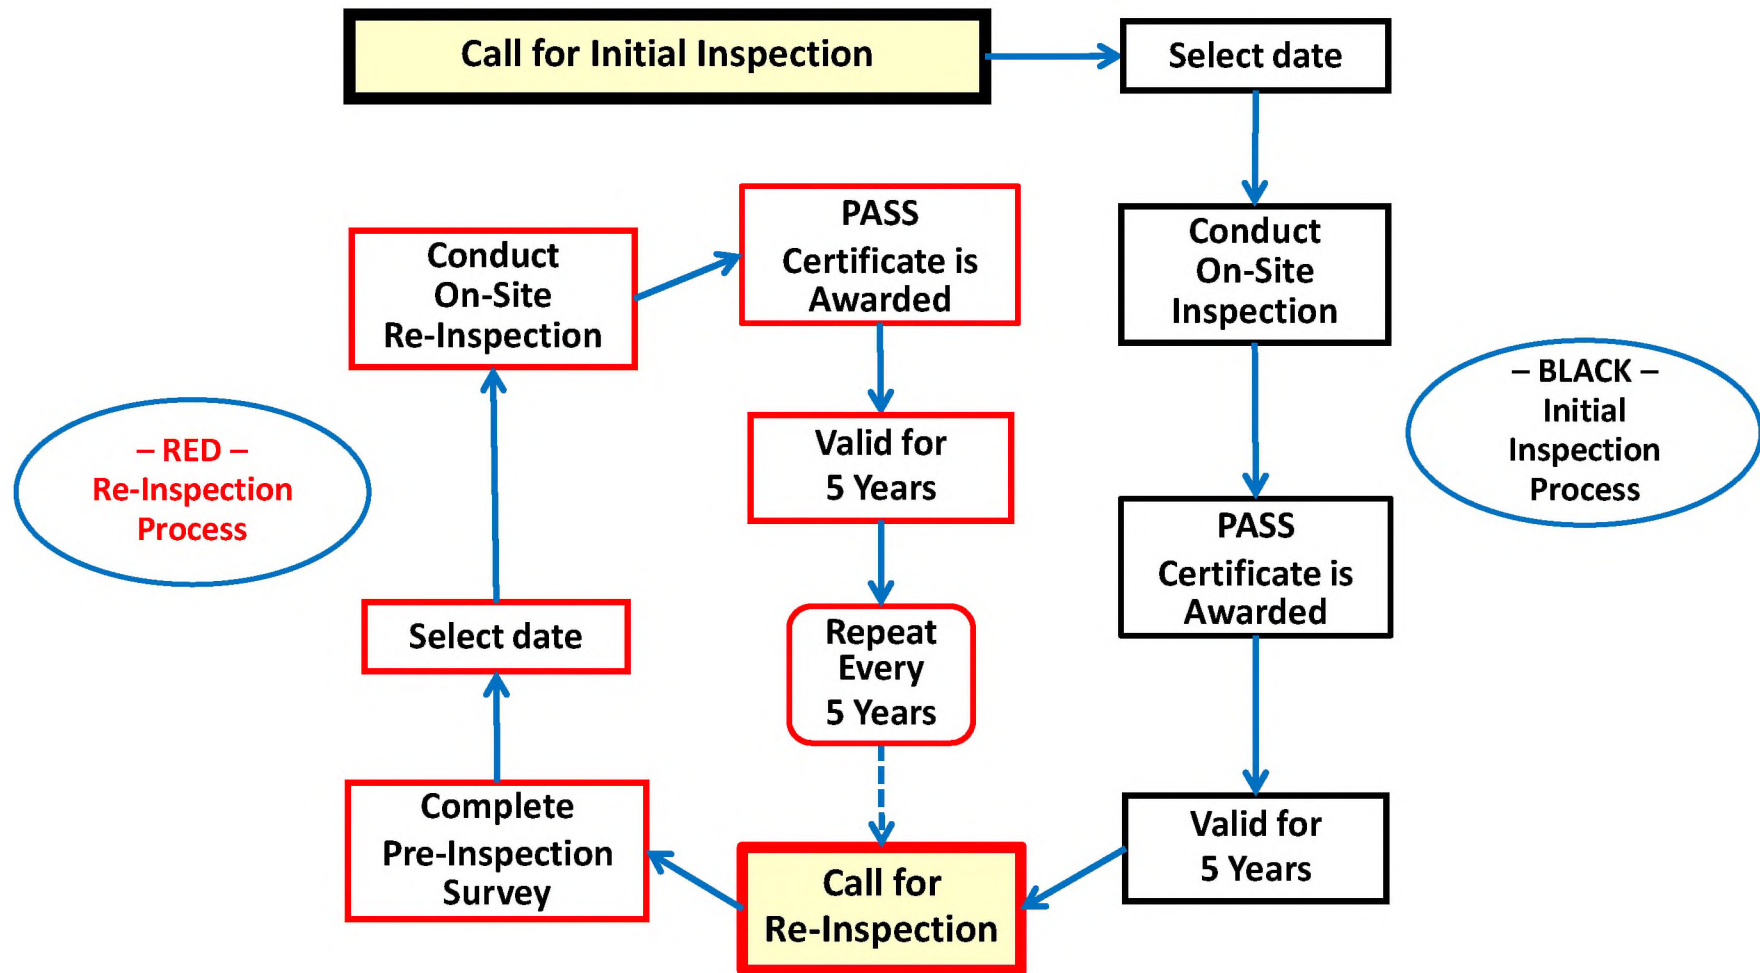 Call for Initial Inspection
Select date
Conduct
On-Site
Inspection
PASS
Certificate is
Awarded
Valid for
5 Years
– BLACK –
Initial
Inspection
Process
Call for
Re-Inspection
Complete
Pre-Inspection
Survey
Select date
Conduct
On-Site
Re-Inspection
PASS
Certificate is
Awarded
Valid for
5 Years
Repeat
Every
5 Years
– RED –
Re-Inspection
Process